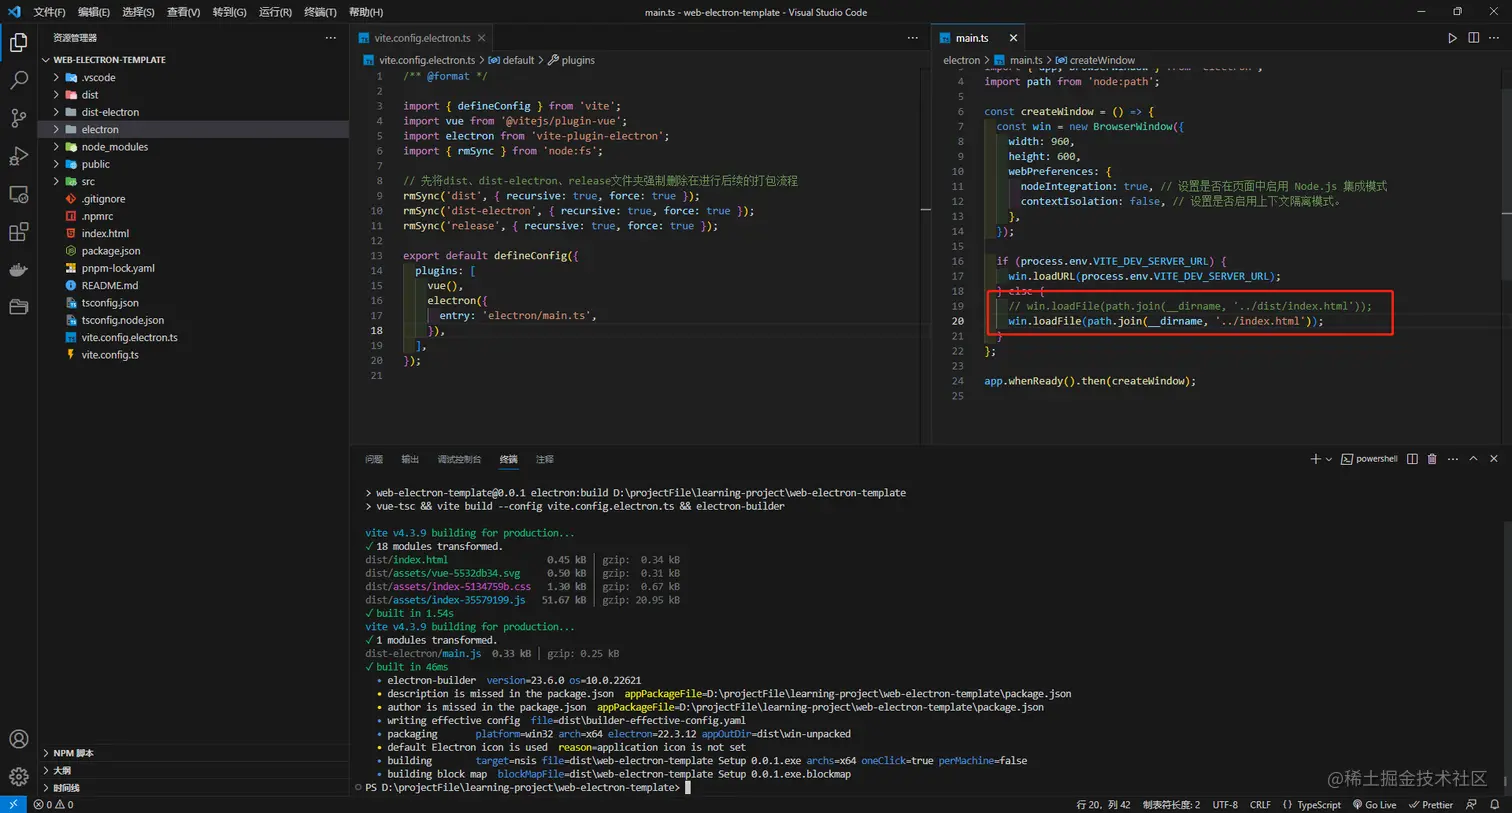 文件(F) 编辑(E) 选择(S) 查看(V) 转到(G) 运行(R) 终端(T) 帮助(H)
main.ts - web-electron-template - Visual Studio Code
资源管理器
WEB-ELECTRON-TEMPLATE
.vscode
dist
dist-electron
electron
node_modules
public
src
.gitignore
.npmrc
index.html
package.json
pnpm-lock.yaml
README.md
tsconfig.json
tsconfig.node.json
vite.config.electron.ts
vite.config.ts
NPM 脚本
大纲
时间线
vite.config.electron.ts
vite.config.electron.ts > default > plugins
1 /** @format */
2
3 import { defineConfig } from 'vite';
4 import vue from '@vitejs/plugin-vue';
5 import electron from 'vite-plugin-electron';
6 import { rmSync } from 'node:fs';
7
8 // 先将dist、dist-electron、release文件夹强制删除在进行后续的打包流程
9 rmSync('dist', { recursive: true, force: true });
10 rmSync('dist-electron', { recursive: true, force: true });
11 rmSync('release', { recursive: true, force: true });
12
13 export default defineConfig({
14 plugins: [
15 vue(),
16 electron({
17 entry: 'electron/main.ts',
18 }),
19 ],
20 });
21
main.ts
electron > main.ts > createWindow
3 import { app, BrowserWindow } from 'electron';
4 import path from 'node:path';
5
6 const createWindow = () => {
7 const win = new BrowserWindow({
8 width: 960,
9 height: 600,
10 webPreferences: {
11 nodeIntegration: true, // 设置是否在页面中启用 Node.js 集成模式
12 contextIsolation: false, // 设置是否启用上下文隔离模式。
13 },
14 });
15
16 if (process.env.VITE_DEV_SERVER_URL) {
17 win.loadURL(process.env.VITE_DEV_SERVER_URL);
18 } else {
19 // win.loadFile(path.join(__dirname, '../dist/index.html'));
20 win.loadFile(path.join(__dirname, '../index.html'));
21 }
22 };
23
24 app.whenReady().then(createWindow);
25
问题 输出 调试控制台 终端 注释
powershell
> web-electron-template@0.0.1 electron:build D:\projectFile\learning-project\web-electron-template
> vue-tsc && vite build --config vite.config.electron.ts && electron-builder
vite v4.3.9 building for production...
✓ 18 modules transformed.
dist/index.html 0.45 kB │ gzip: 0.34 kB
dist/assets/vue-5532db34.svg 0.50 kB │ gzip: 0.31 kB
dist/assets/index-5134759b.css 1.30 kB │ gzip: 0.67 kB
dist/assets/index-35579199.js 51.67 kB │ gzip: 20.95 kB
✓ built in 1.54s
vite v4.3.9 building for production...
✓ 1 modules transformed.
dist-electron/main.js 0.33 kB │ gzip: 0.25 kB
✓ built in 46ms
• electron-builder version=23.6.0 os=10.0.22621
• description is missed in the package.json appPackageFile=D:\projectFile\learning-project\web-electron-template\package.json
• author is missed in the package.json appPackageFile=D:\projectFile\learning-project\web-electron-template\package.json
• writing effective config file=dist\builder-effective-config.yaml
• packaging platform=win32 arch=x64 electron=22.3.12 appOutDir=dist\win-unpacked
• default Electron icon is used reason=application icon is not set
• building target=nsis file=dist\web-electron-template Setup 0.0.1.exe archs=x64 oneClick=true perMachine=false
• building block map blockMapFile=dist\web-electron-template Setup 0.0.1.exe.blockmap
PS D:\projectFile\learning-project\web-electron-template>
@稀土掘金技术社区
0 0
行 20，列 42 制表符长度: 2 UTF-8 CRLF {} TypeScript Go Live Prettier